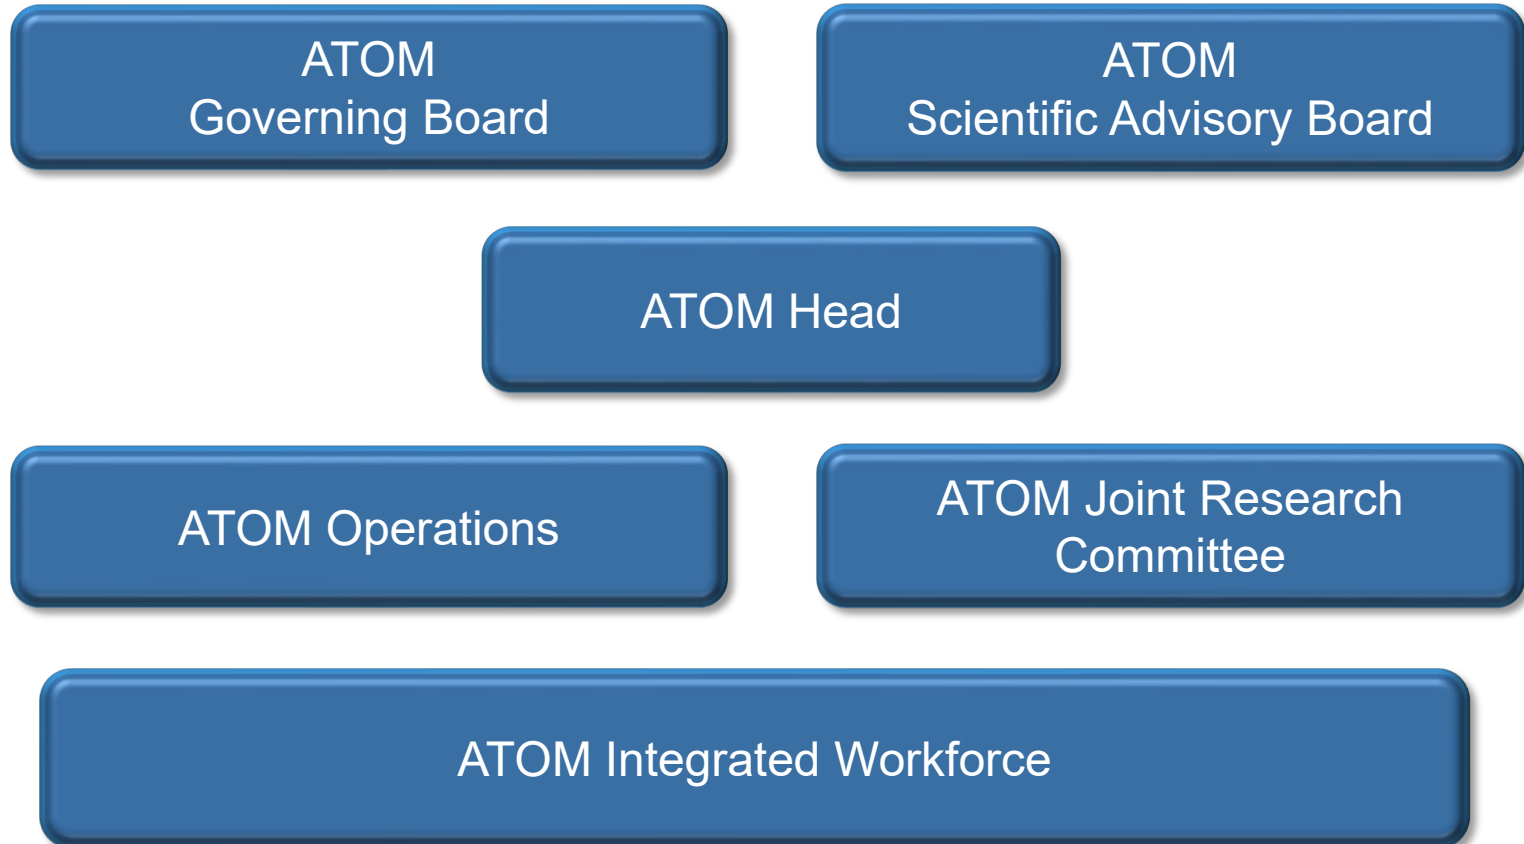 ATOM
Governing Board
ATOM
Scientific Advisory Board
ATOM Head
ATOM Operations
ATOM Joint Research
Committee
ATOM Integrated Workforce